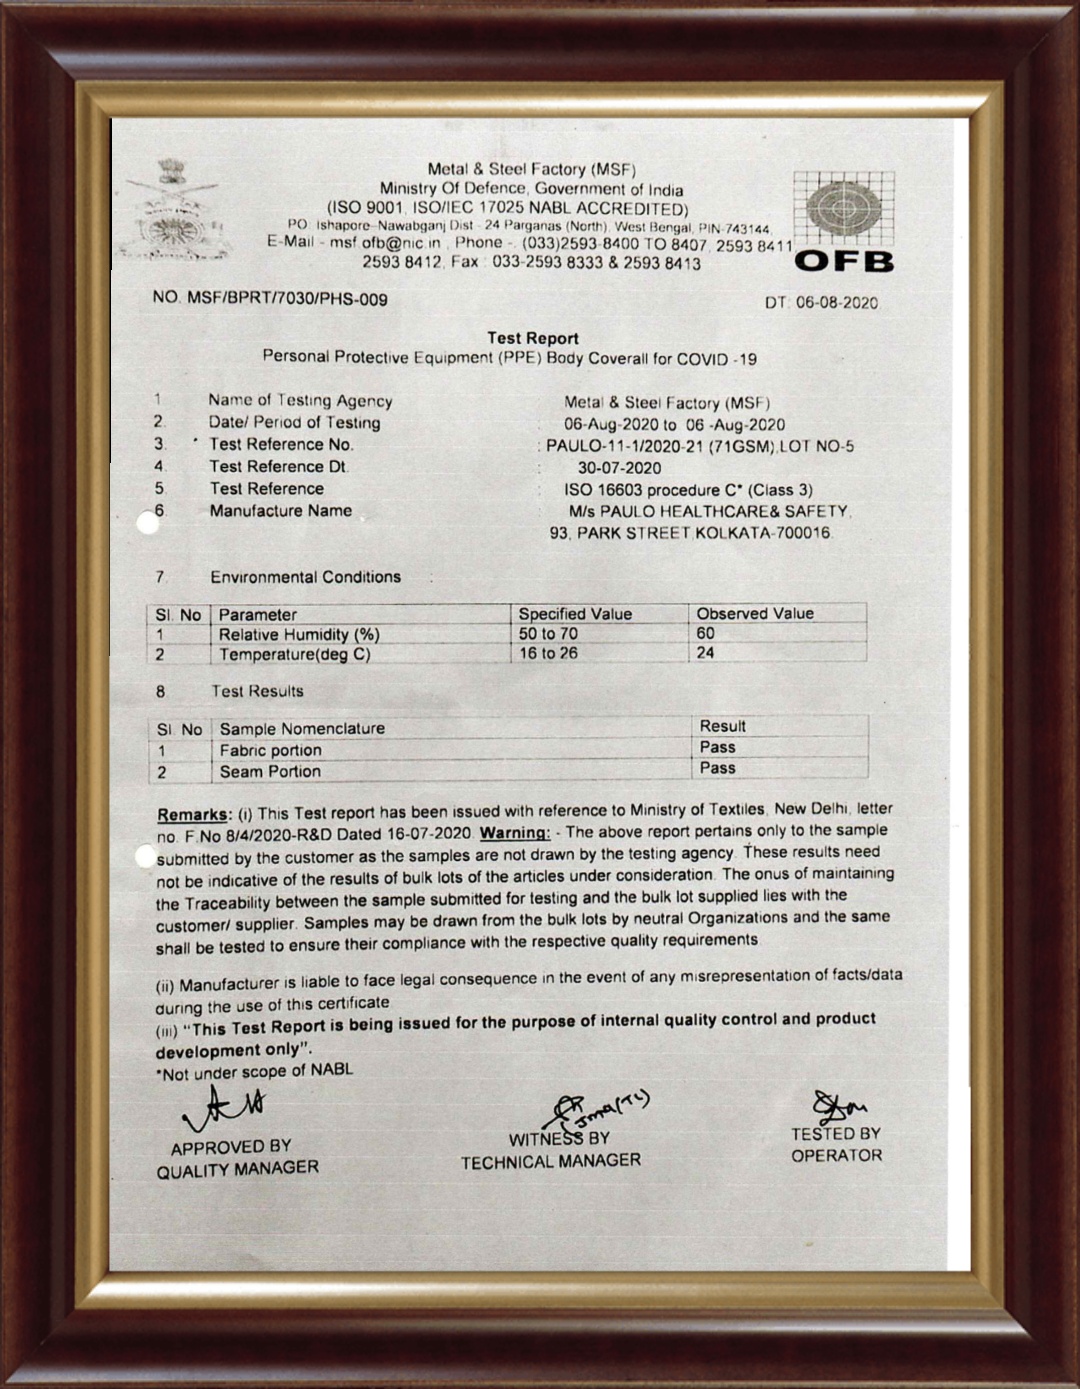 Metal & Steel Factory (MSF)
Ministry Of Defence, Government of India
(ISO 9001, ISO/IEC 17025 NABL ACCREDITED)
PO. Ishapore-Nawabganj Dist - 24 Parganas (North), West Bengal, PIN-743144,
E-Mail - msf.ofb@nic.in , Phone -. (033)2593-8400 TO 8407, 2593 8411
2593 8412, Fax : 033-2593 8333 & 2593 8413
OFB
NO. MSF/BPRT/7030/PHS-009 DT: 06-08-2020
Test Report
Personal Protective Equipment (PPE) Body Coverall for COVID -19
1 Name of Testing Agency Metal & Steel Factory (MSF)
2. Date/ Period of Testing : 06-Aug-2020 to 06 -Aug-2020
3. Test Reference No. : PAULO-11-1/2020-21 (71GSM),LOT NO-5
4. Test Reference Dt. : 30-07-2020
5 Test Reference : ISO 16603 procedure C* (Class 3)
6. Manufacture Name : M/s PAULO HEALTHCARE& SAFETY,
93, PARK STREET,KOLKATA-700016.
7. Environmental Conditions :
Sl. No Parameter Specified Value Observed Value
1 Relative Humidity (%) 50 to 70 60
2 Temperature(deg C) 16 to 26 24
8 Test Results
Sl. No Sample Nomenclature Result
1 Fabric portion Pass
2 Seam Portion Pass
Remarks: (i) This Test report has been issued with reference to Ministry of Textiles, New Delhi, letter
no. F.No 8/4/2020-R&D Dated 16-07-2020. Warning: - The above report pertains only to the sample
submitted by the customer as the samples are not drawn by the testing agency. These results need
not be indicative of the results of bulk lots of the articles under consideration. The onus of maintaining
the Traceability between the sample submitted for testing and the bulk lot supplied lies with the
customer/ supplier. Samples may be drawn from the bulk lots by neutral Organizations and the same
shall be tested to ensure their compliance with the respective quality requirements
(ii) Manufacturer is liable to face legal consequence in the event of any misrepresentation of facts/data
during the use of this certificate
(iii) "This Test Report is being issued for the purpose of internal quality control and product
development only".
*Not under scope of NABL
APPROVED BY WITNESS BY TESTED BY
QUALITY MANAGER TECHNICAL MANAGER OPERATOR